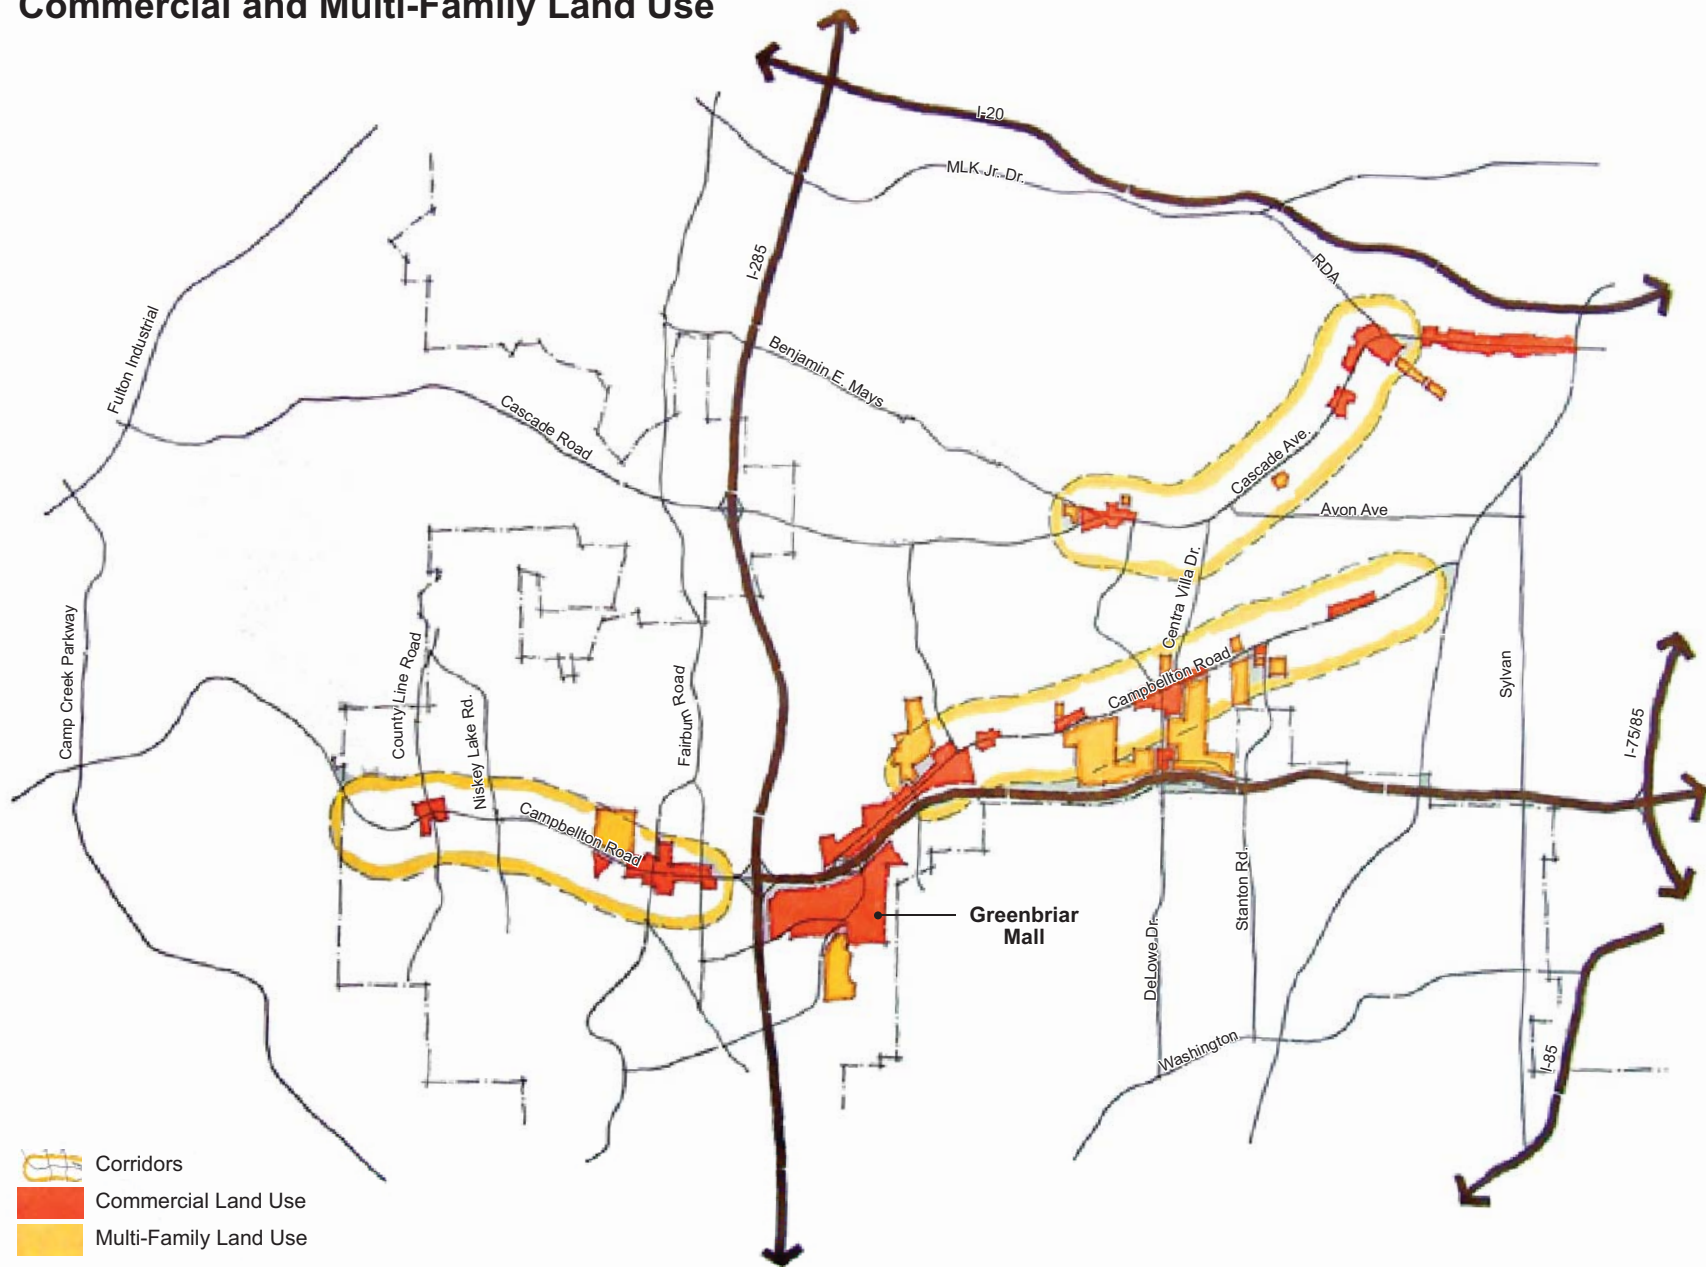 Commercial and Multi-Family Land Use
I-20
MLK Jr. Dr.
I-285
RDA
Fulton Industrial
Benjamin E. Mays
Cascade Road
Cascade Ave.
Avon Ave
Centra Villa Dr.
Camp Creek Parkway
County Line Road
Niskey Lake Rd.
Fairburn Road
Campbellton Road
Sylvan
I-75/85
Campbellton Road
Greenbriar
Mall
DeLowe Dr.
Stanton Rd.
Washington
I-85
Corridors
Commercial Land Use
Multi-Family Land Use